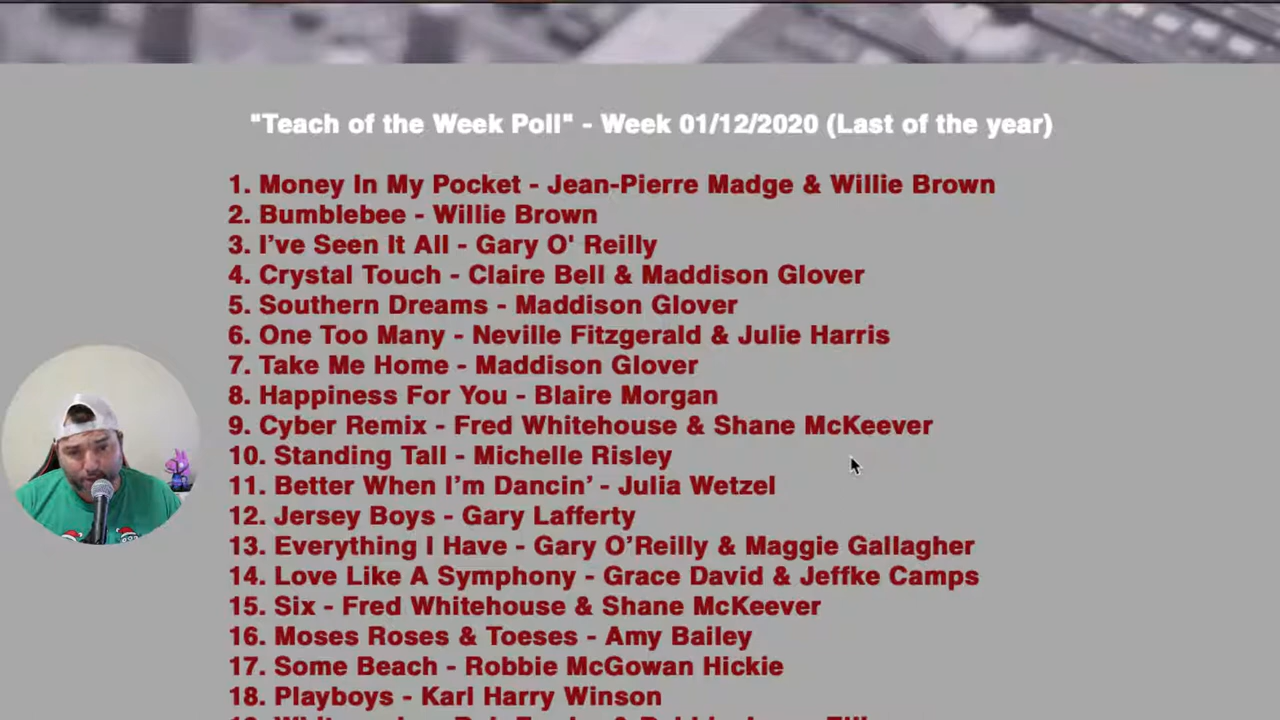 "Teach of the Week Poll" - Week 01/12/2020 (Last of the year)
1. Money In My Pocket - Jean-Pierre Madge & Willie Brown
2. Bumblebee - Willie Brown
3. I’ve Seen It All - Gary O' Reilly
4. Crystal Touch - Claire Bell & Maddison Glover
5. Southern Dreams - Maddison Glover
6. One Too Many - Neville Fitzgerald & Julie Harris
7. Take Me Home - Maddison Glover
8. Happiness For You - Blaire Morgan
9. Cyber Remix - Fred Whitehouse & Shane McKeever
10. Standing Tall - Michelle Risley
11. Better When I’m Dancin’ - Julia Wetzel
12. Jersey Boys - Gary Lafferty
13. Everything I Have - Gary O’Reilly & Maggie Gallagher
14. Love Like A Symphony - Grace David & Jeffke Camps
15. Six - Fred Whitehouse & Shane McKeever
16. Moses Roses & Toeses - Amy Bailey
17. Some Beach - Robbie McGowan Hickie
18. Playboys - Karl Harry Winson